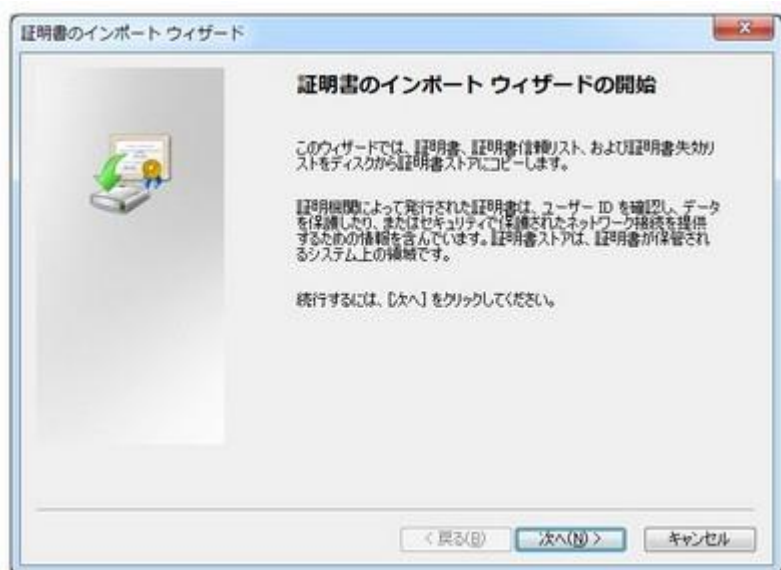 証明書のインポート ウィザード
証明書のインポート ウィザードの開始
このウィザードでは、証明書、証明書信頼リスト、および証明書失効リ
ストをディスクから証明書ストアにコピーします。
証明機関によって発行された証明書は、ユーザー ID を確認し、データ
を保護したり、またはセキュリティで保護されたネットワーク接続を提供
するための情報を含んでいます。証明書ストアは、証明書が保管され
るシステム上の領域です。
続行するには、[次へ] をクリックしてください。
< 戻る(B)
次へ(N) >
キャンセル